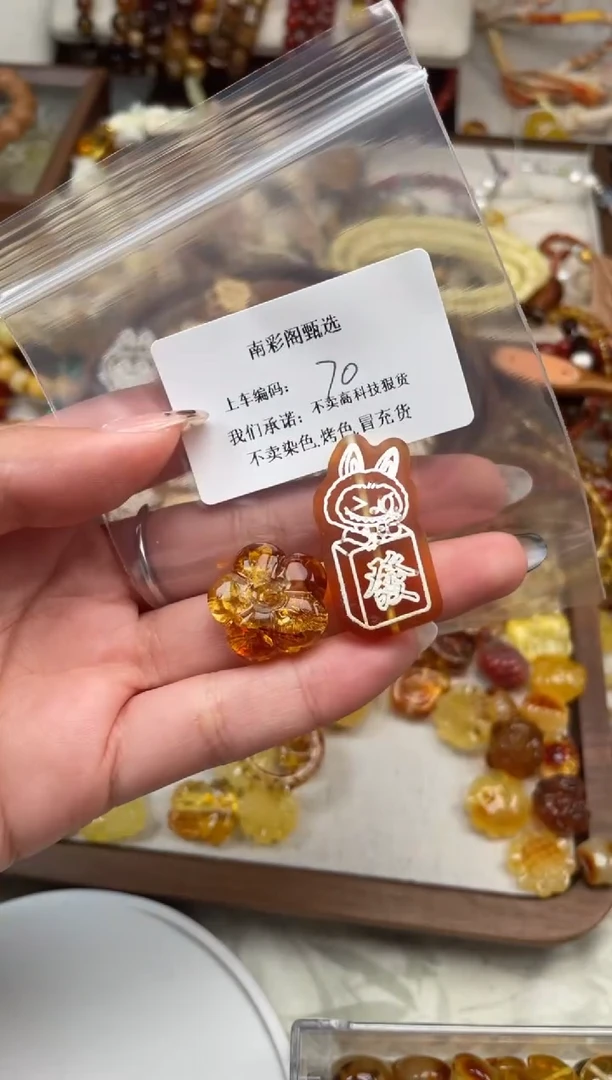 南彩阁甄选
上车编码： 70
我们承诺：不卖高科技狠货
不卖染色,烤色,冒充货
發